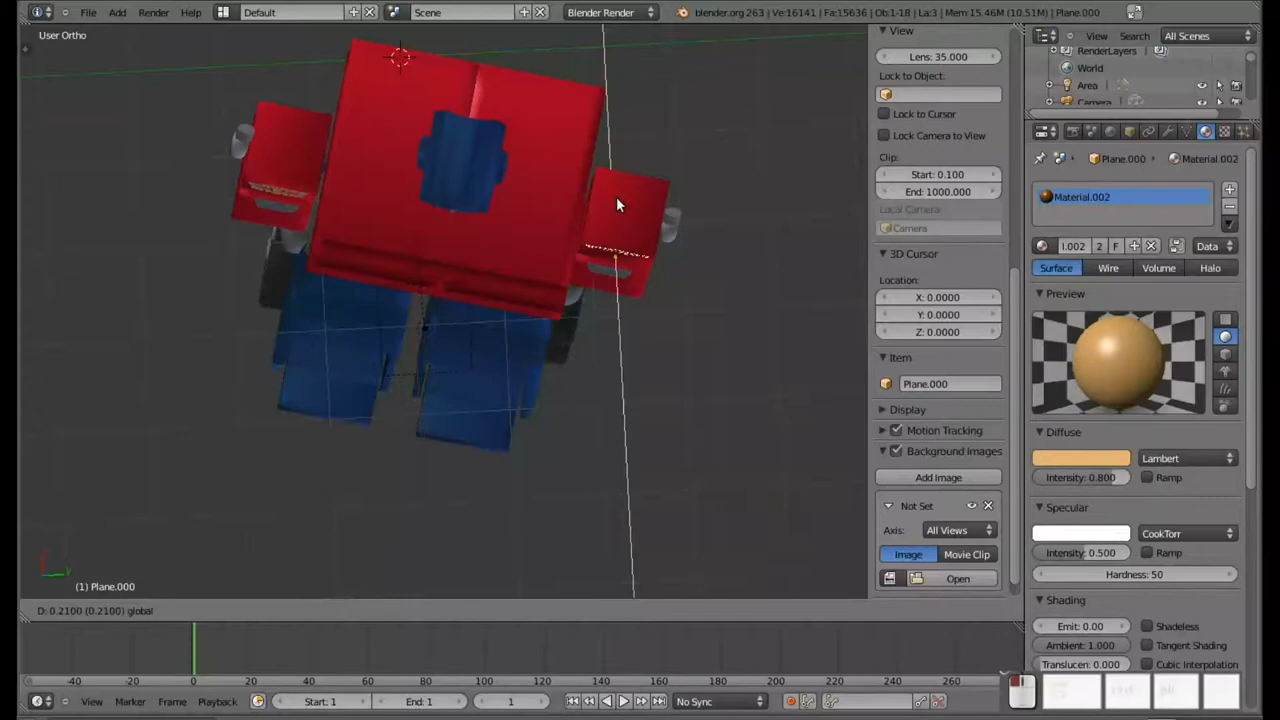 File Add Render Help Default Scene Blender Render blender.org 263 | Ve:16141 | Fa:15636 | Ob:1-18 | La:3 | Mem:15.46M (10.51M) | Plane.000
User Ortho
View
Lens: 35.000
Lock to Object:
Lock to Cursor
Lock Camera to View
Clip:
Start: 0.100
End: 1000.000
Local Camera
Camera
3D Cursor
Location:
X: 0.0000
Y: 0.0000
Z: 0.0000
Item
Plane.000
Display
Motion Tracking
Background Images
Add Image
Not Set
Axis: All Views
Image Movie Clip
Open
View Search All Scenes
RenderLayers
World
Area
Camera
Plane.000 Material.002
Material.002
I.002 2 F Data
Surface Wire Volume Halo
Preview
Diffuse
Lambert
Intensity: 0.800 Ramp
Specular
CookTorr
Intensity: 0.500 Ramp
Hardness: 50
Shading
Emit: 0.00 Shadeless
Ambient: 1.000 Tangent Shading
Translucen: 0.000 Cubic Interpolation
(1) Plane.000
D: 0.2100 (0.2100) global
-40 -20 0 20 40 60 80 100 120 140 160 180 200 220 240 260
View Marker Frame Playback Start: 1 End: 1 1 No Sync